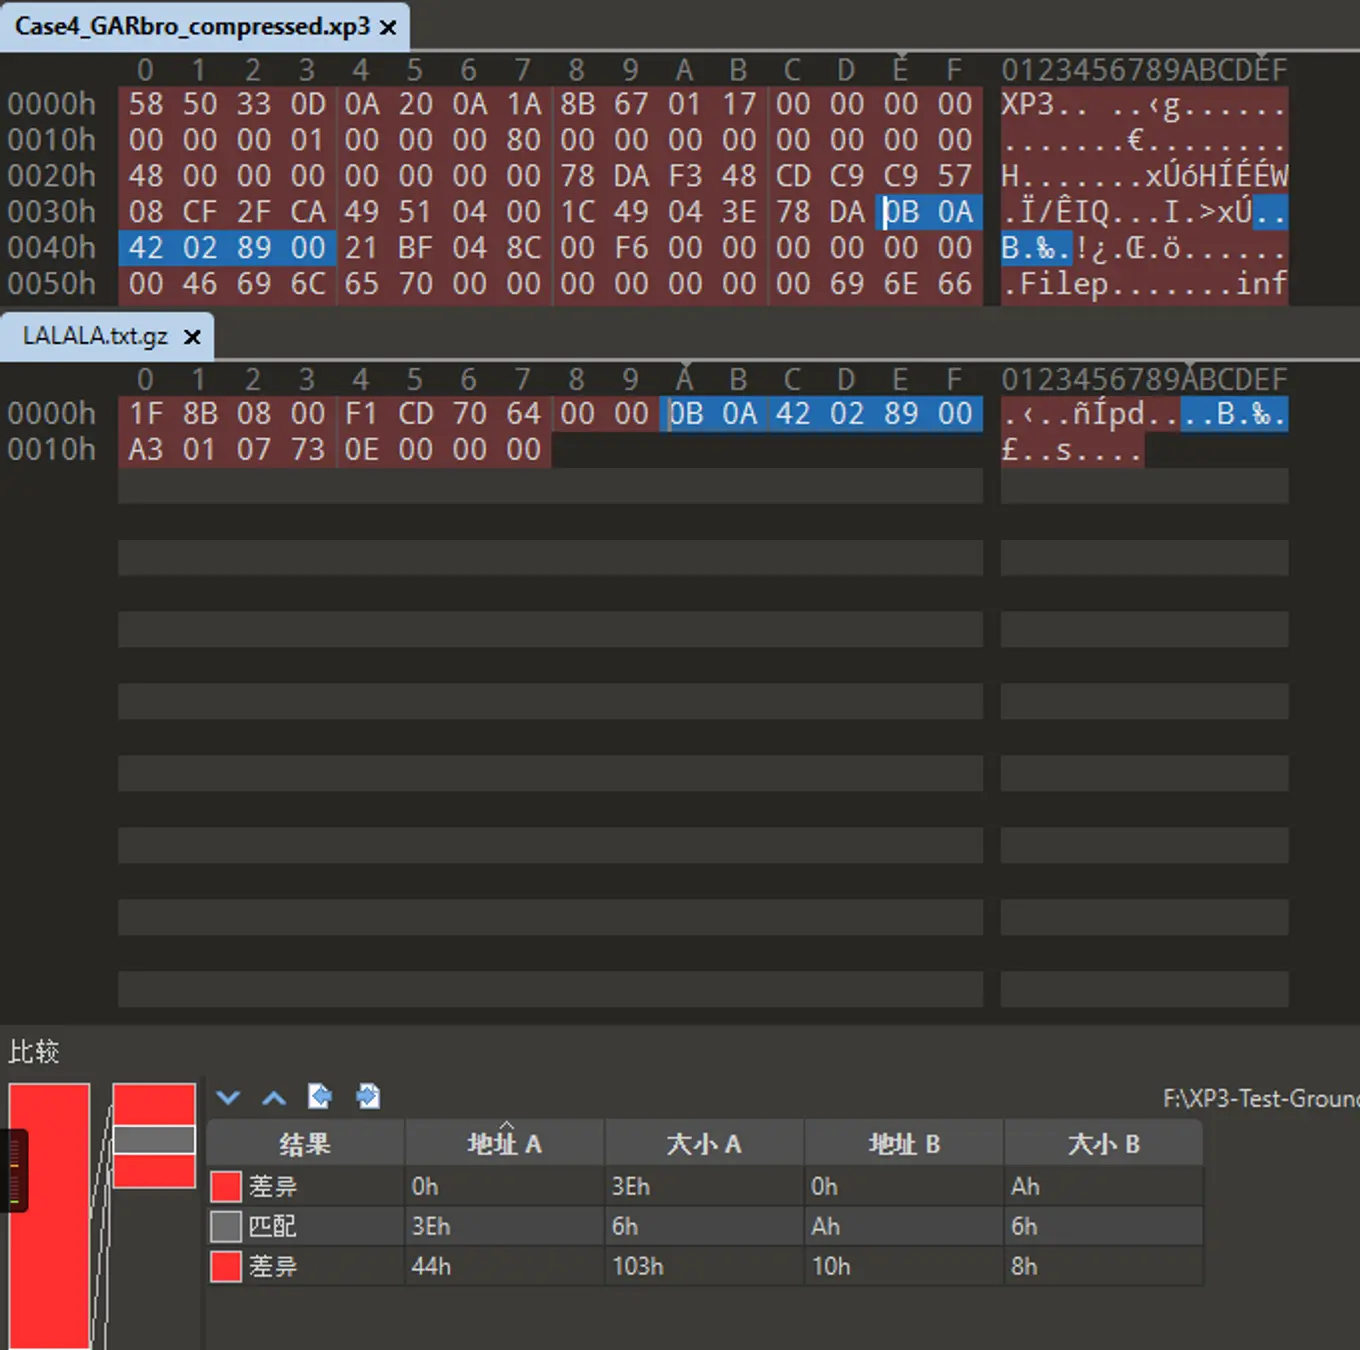 Case4_GARbro_compressed.xp3
0 1 2 3 4 5 6 7 8 9 A B C D E F 0123456789ABCDEF
0000h 58 50 33 0D 0A 20 0A 1A 8B 67 01 17 00 00 00 00 XP3.. ..‹g......
0010h 00 00 00 01 00 00 00 80 00 00 00 00 00 00 00 00 .......€........
0020h 48 00 00 00 00 00 00 00 78 DA F3 48 CD C9 C9 57 H.......xÚóHÍÉÉW
0030h 08 CF 2F CA 49 51 04 00 1C 49 04 3E 78 DA 0B 0A .Ï/ÊIQ...I.>xÚ..
0040h 42 02 89 00 21 BF 04 8C 00 F6 00 00 00 00 00 00 B.‰.!¿.Œ.ö......
0050h 00 46 69 6C 65 70 00 00 00 00 00 00 00 69 6E 66 .Filep.......inf
LALALA.txt.gz
0 1 2 3 4 5 6 7 8 9 A B C D E F 0123456789ABCDEF
0000h 1F 8B 08 00 F1 CD 70 64 00 00 0B 0A 42 02 89 00 .‹..ñÍpd....B.‰.
0010h A3 01 07 73 0E 00 00 00 £..s....
比较
F:\XP3-Test-Ground
结果 地址 A 大小 A 地址 B 大小 B
差异 0h 3Eh 0h Ah
匹配 3Eh 6h Ah 6h
差异 44h 103h 10h 8h